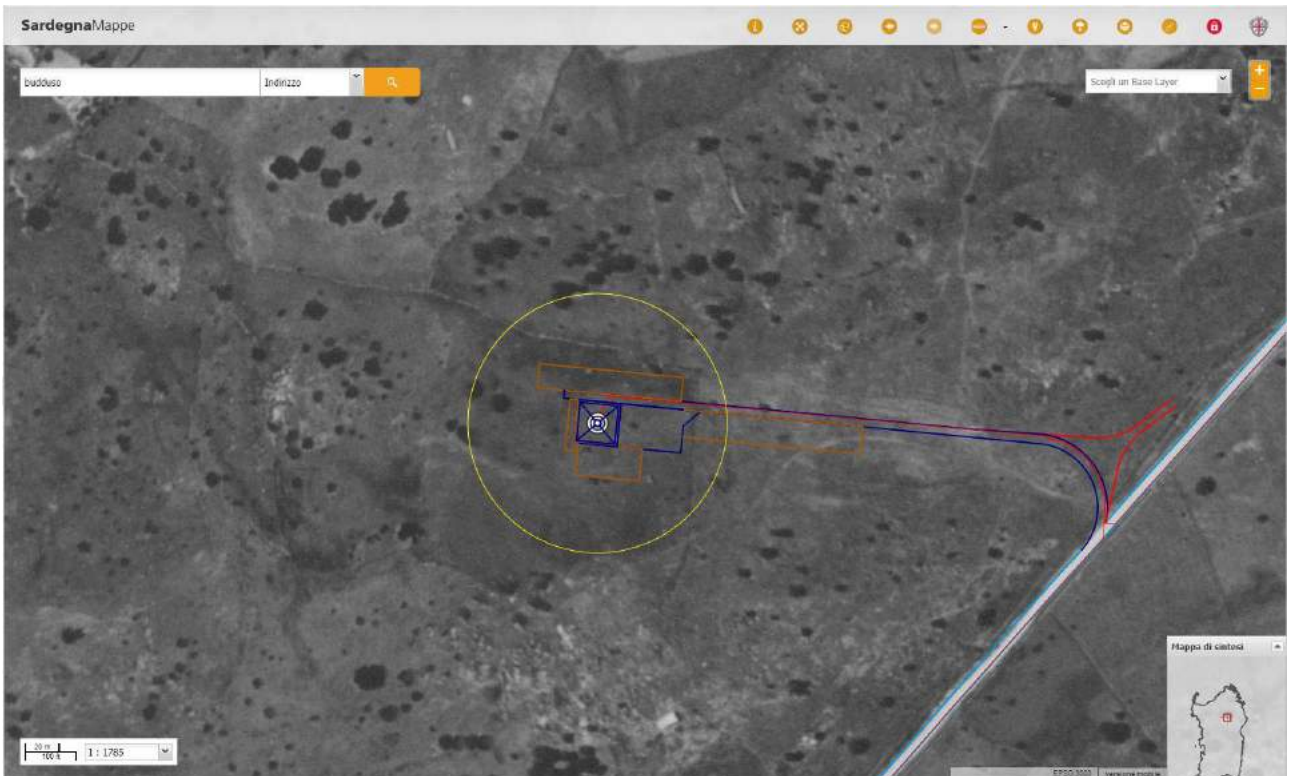 SardegnaMappe
budduso
Indirizzo
Scegli un Base Layer
+
−
Mappa di sintesi
20 m
100 ft
1 : 1785